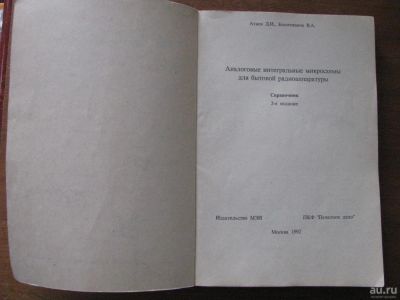 Атаев Д.И., Болотников В.А.
Аналоговые интегральные микросхемы
для бытовой радиоаппаратуры
Справочник
2-е издание
Издательство МЭИ
ПКФ "Печатное дело"
Москва 1992
au.ru